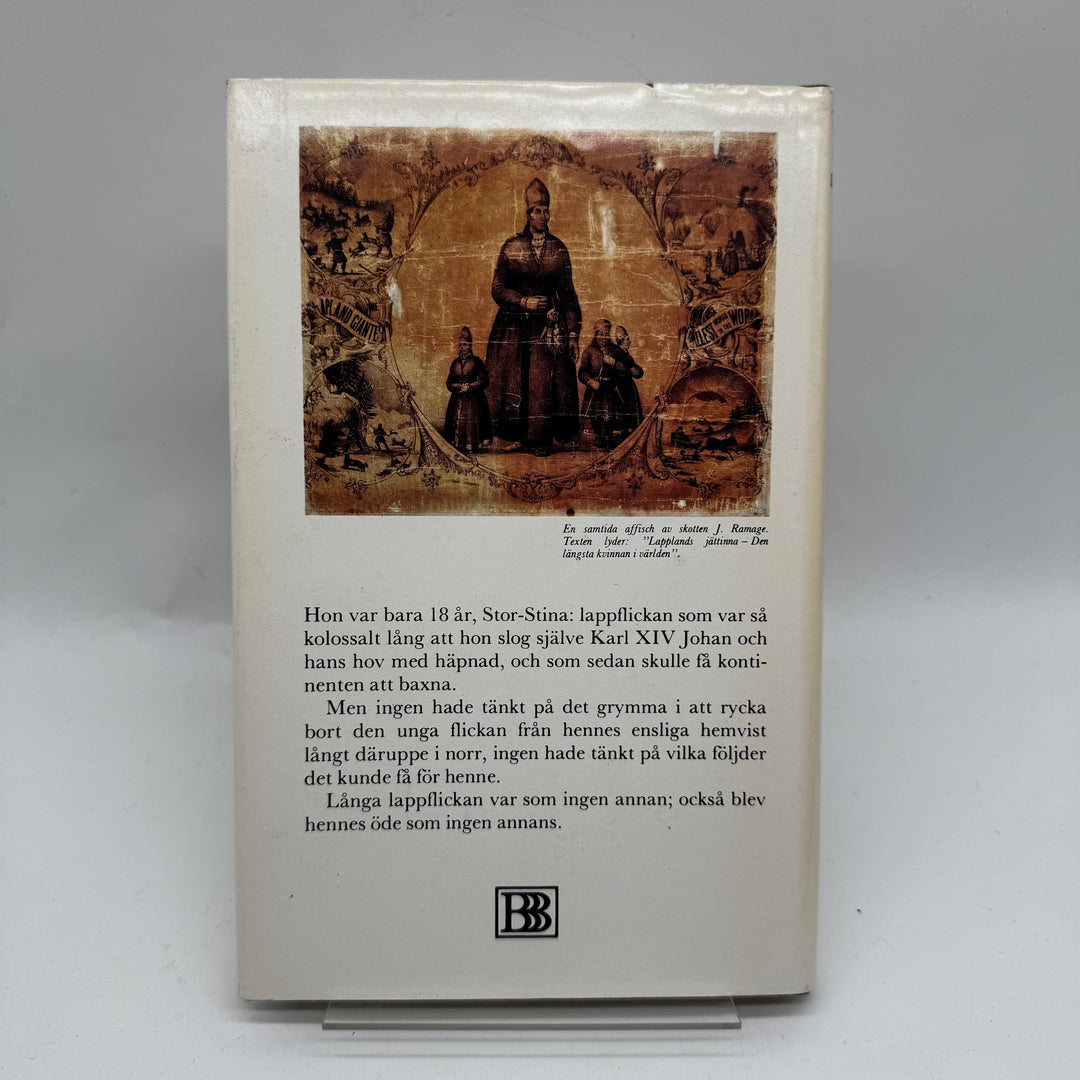 THE
LAPLAND GIANTESS
TALLEST WOMAN IN THE WORLD
En samtida affisch av skotten J. Ramage.
Texten lyder: "Lapplands jättinna – Den
längsta kvinnan i världen".
Hon var bara 18 år, Stor-Stina: lappflickan som var så
kolossalt lång att hon slog själve Karl XIV Johan och
hans hov med häpnad, och som sedan skulle få konti-
nenten att baxna.
Men ingen hade tänkt på det grymma i att rycka
bort den unga flickan från hennes ensliga hemvist
långt däruppe i norr, ingen hade tänkt på vilka följder
det kunde få för henne.
Långa lappflickan var som ingen annan; också blev
hennes öde som ingen annans.
BBB